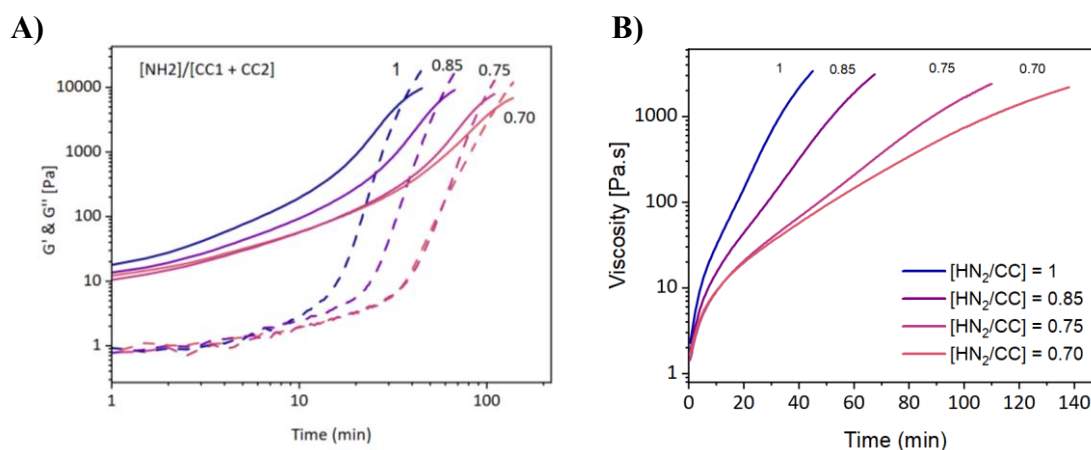 A)
[NH2]/[CC1 + CC2]
1
0.85
0.75
0.70
G' & G'' [Pa]
10000
1000
100
10
1
1
10
100
Time (min)
B)
1
0.85
0.75
0.70
Viscosity [Pa.s]
1000
100
10
1
[HN2/CC] = 1
[HN2/CC] = 0.85
[HN2/CC] = 0.75
[HN2/CC] = 0.70
0
20
40
60
80
100
120
140
Time (min)